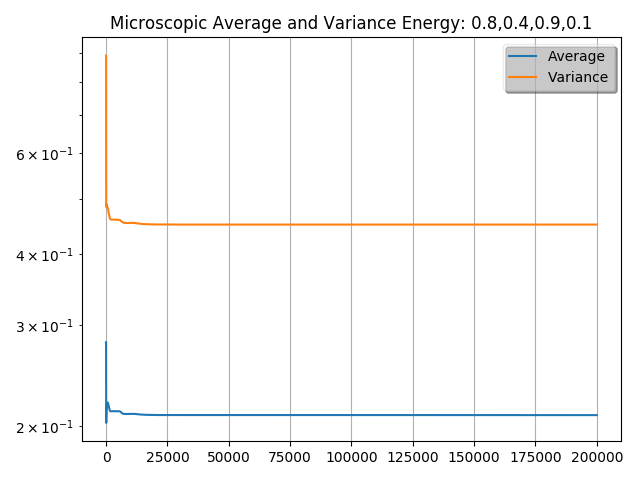 Microscopic Average and Variance Energy: 0.8,0.4,0.9,0.1
Average
Variance
6 × 10⁻¹
4 × 10⁻¹
3 × 10⁻¹
2 × 10⁻¹
0 25000 50000 75000 100000 125000 150000 175000 200000